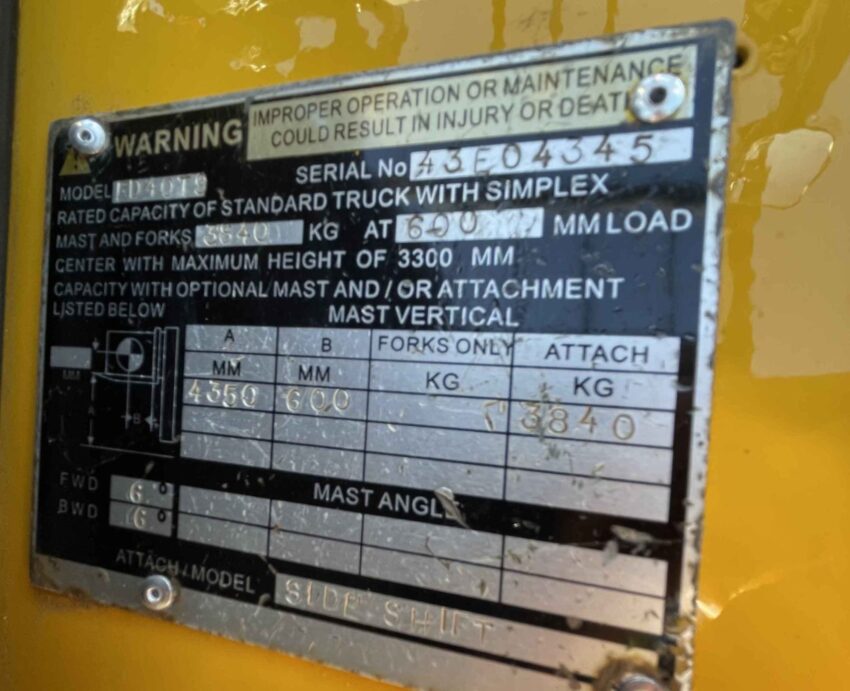 WARNING IMPROPER OPERATION OR MAINTENANCE
COULD RESULT IN INJURY OR DEATH
SERIAL No 43E04345
MODEL FD40T9
RATED CAPACITY OF STANDARD TRUCK WITH SIMPLEX
MAST AND FORKS 3840 KG AT 600 MM LOAD
CENTER WITH MAXIMUM HEIGHT OF 3300 MM
CAPACITY WITH OPTIONAL MAST AND / OR ATTACHMENT
LISTED BELOW MAST VERTICAL
A B FORKS ONLY ATTACH
MM MM KG KG
4350 600 3840
MM
A
B
FWD 6°
MAST ANGLE
BWD 6°
ATTACH / MODEL SIDE SHIFT